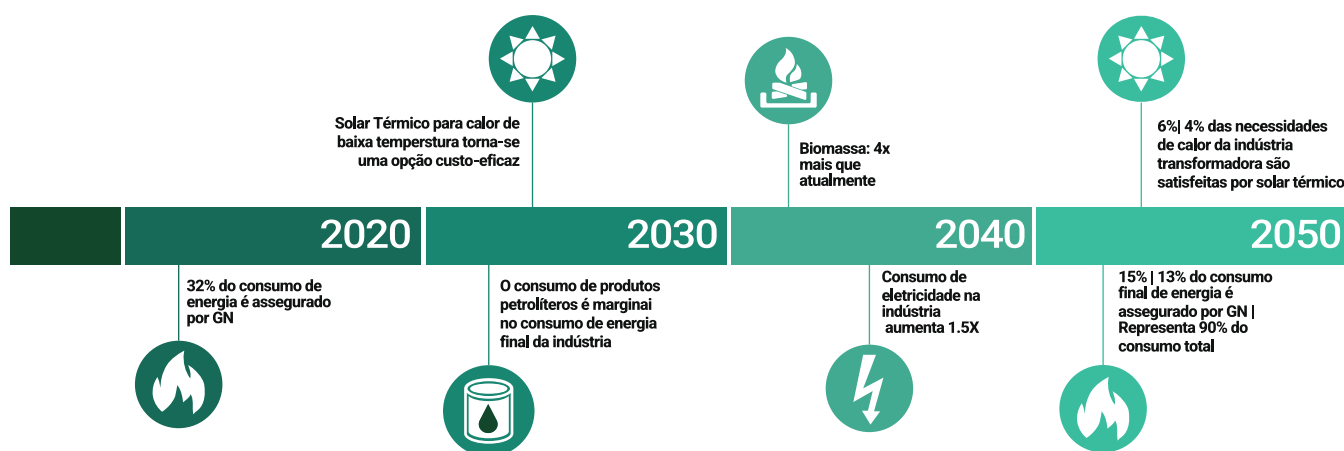 Solar Térmico para calor de
baixa temperstura torna-se
uma opção custo-eficaz
Biomassa: 4x
mais que
atualmente
6%| 4% das necessidades
de calor da indústria
transformadora são
satisfeitas por solar térmico
2020
2030
2040
2050
32% do consumo de
energia é assegurado
por GN
O consumo de produtos
petrolíteros é marginai
no consumo de energia
final da indústria
Consumo de
eletricidade na
indústria
aumenta 1.5X
15% | 13% do consumo
final de energia é
assegurado por GN |
Representa 90% do
consumo total